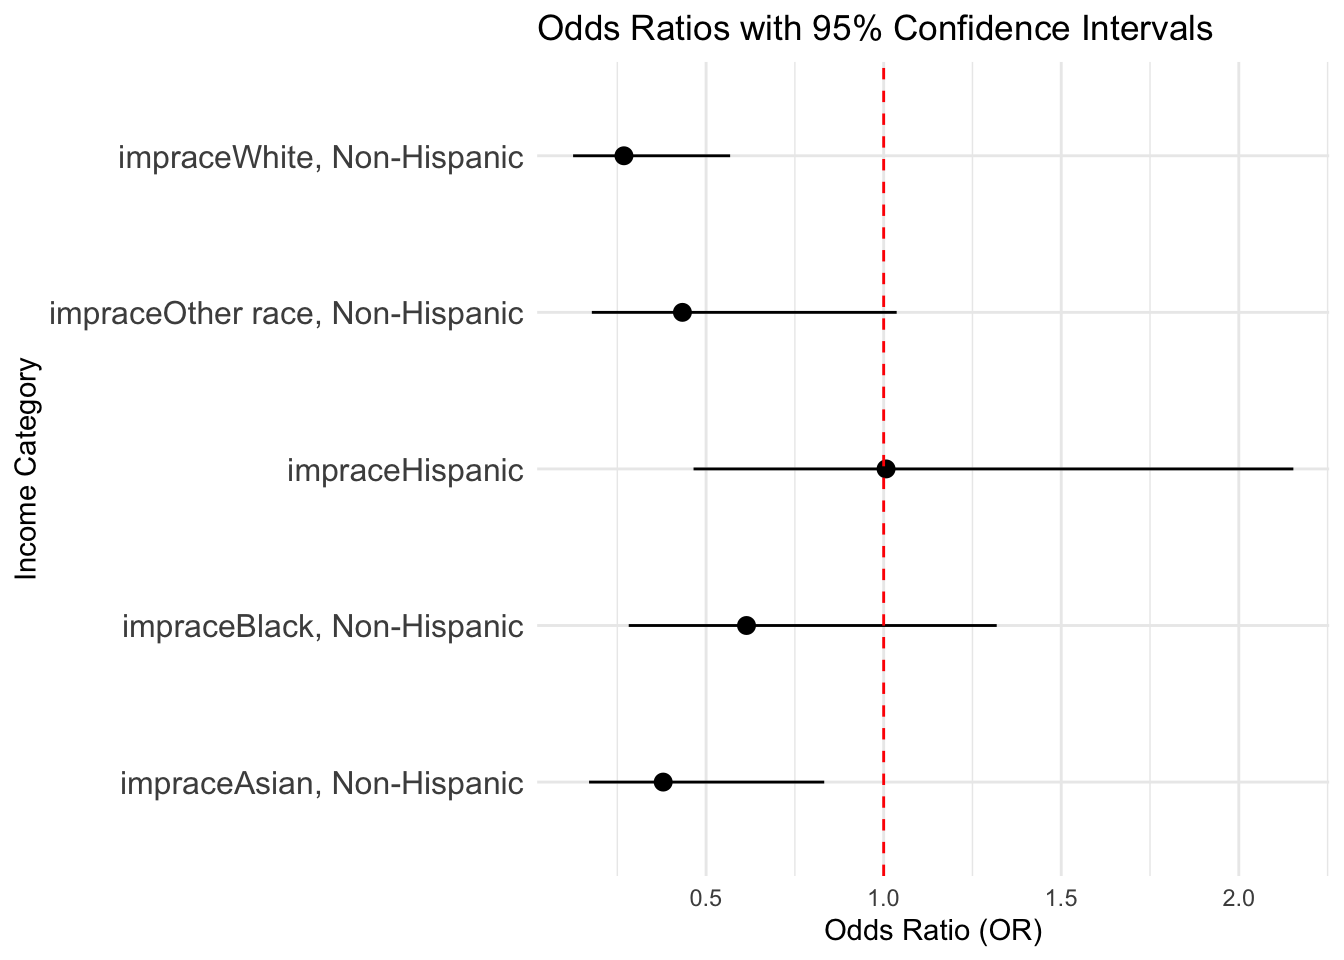 Odds Ratios with 95% Confidence Intervals
impraceWhite, Non-Hispanic
impraceOther race, Non-Hispanic
impraceHispanic
impraceBlack, Non-Hispanic
impraceAsian, Non-Hispanic
Income Category
0.5 1.0 1.5 2.0
Odds Ratio (OR)